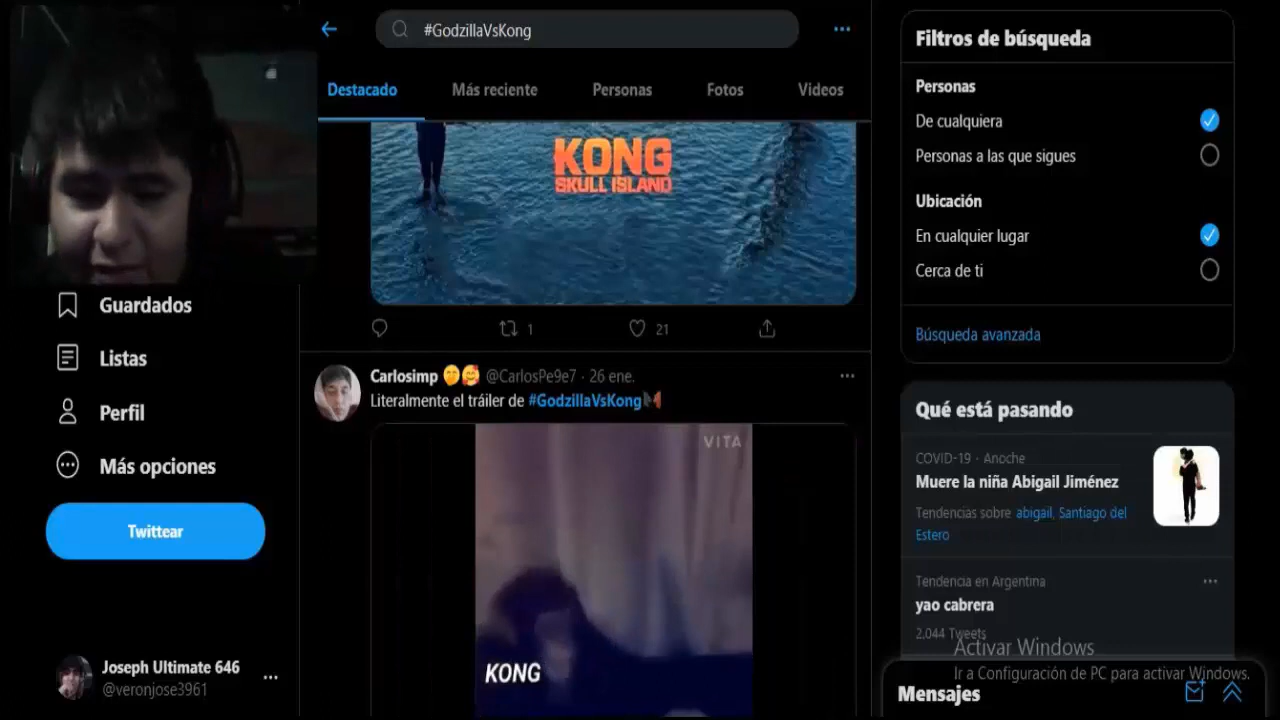 #GodzillaVsKong
Destacado
Más reciente
Personas
Fotos
Videos
KONG
SKULL ISLAND
1
21
Carlosimp @CarlosPe9e7 · 26 ene.
Literalmente el tráiler de #GodzillaVsKong
VITA
KONG
Guardados
Listas
Perfil
Más opciones
Twittear
Joseph Ultimate 646
@veronjose3961
Filtros de búsqueda
Personas
De cualquiera
Personas a las que sigues
Ubicación
En cualquier lugar
Cerca de ti
Búsqueda avanzada
Qué está pasando
COVID-19 · Anoche
Muere la niña Abigail Jiménez
Tendencias sobre abigail, Santiago del
Estero
Tendencia en Argentina
yao cabrera
2.044 Tweets
Activar Windows
Ir a Configuración de PC para activar Windows.
Mensajes